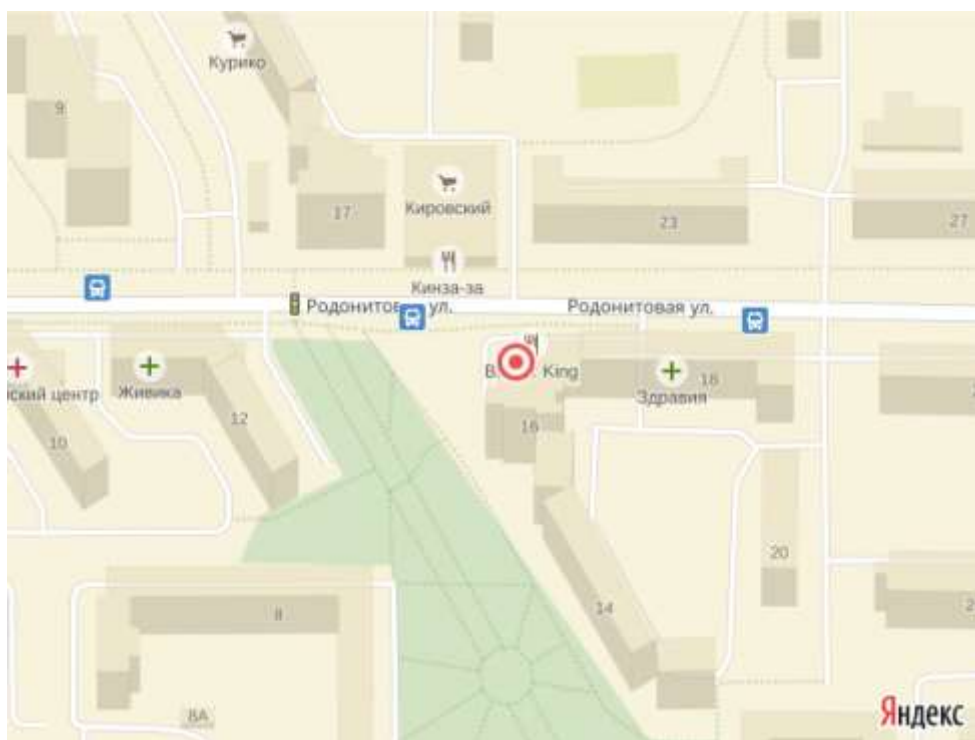 Курико
9
17
Кировский
23
27
Кинза-за
ул.
Родонитовая ул.
King
ский центр
Живика
Здравия
18
12
10
16
20
14
8
8А
Яндекс